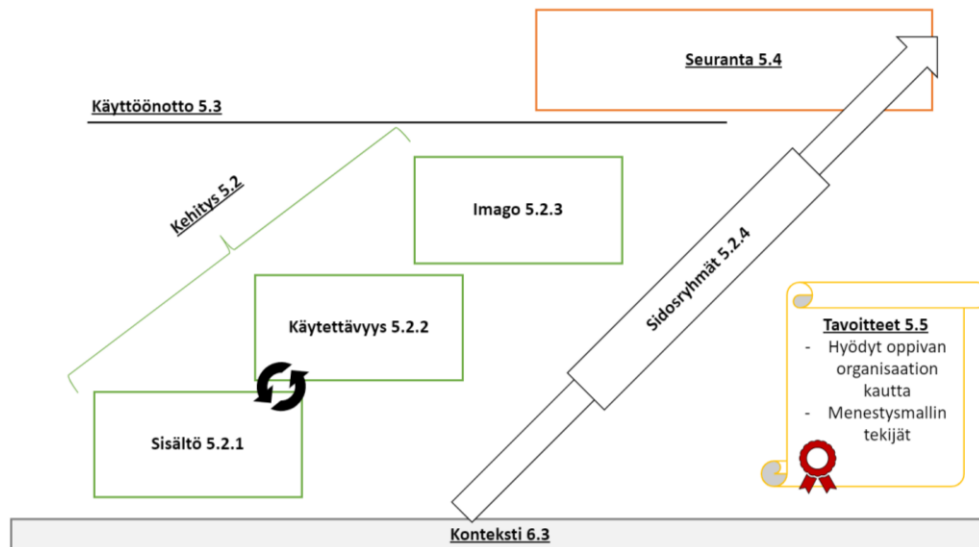 Seuranta 5.4
Käyttöönotto 5.3
Kehitys 5.2
Imago 5.2.3
Sidosryhmät 5.2.4
Käytettävyys 5.2.2
Sisältö 5.2.1
Tavoitteet 5.5
- Hyödyt oppivan
organisaation
kautta
- Menestysmallin
tekijät
Konteksti 6.3